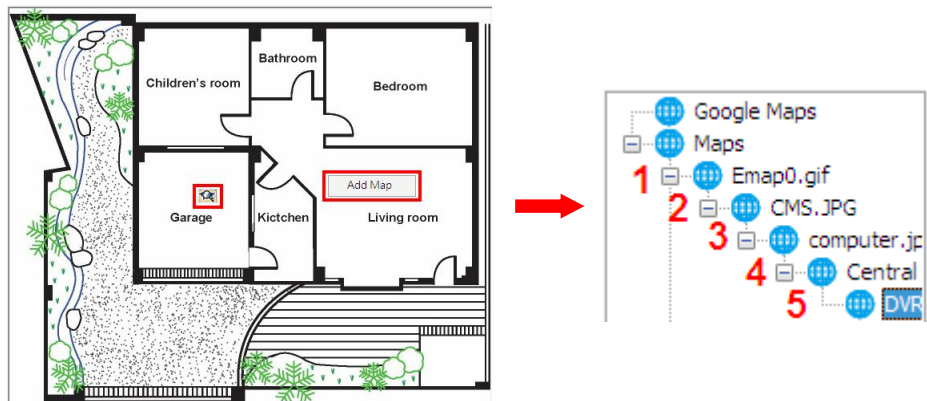 Bathroom
Children's room
Bedroom
Add Map
Garage
Kictchen
Living room
Google Maps
Maps
1 Emap0.gif
2 CMS.JPG
3 computer.jp
4 Central
5 DVR